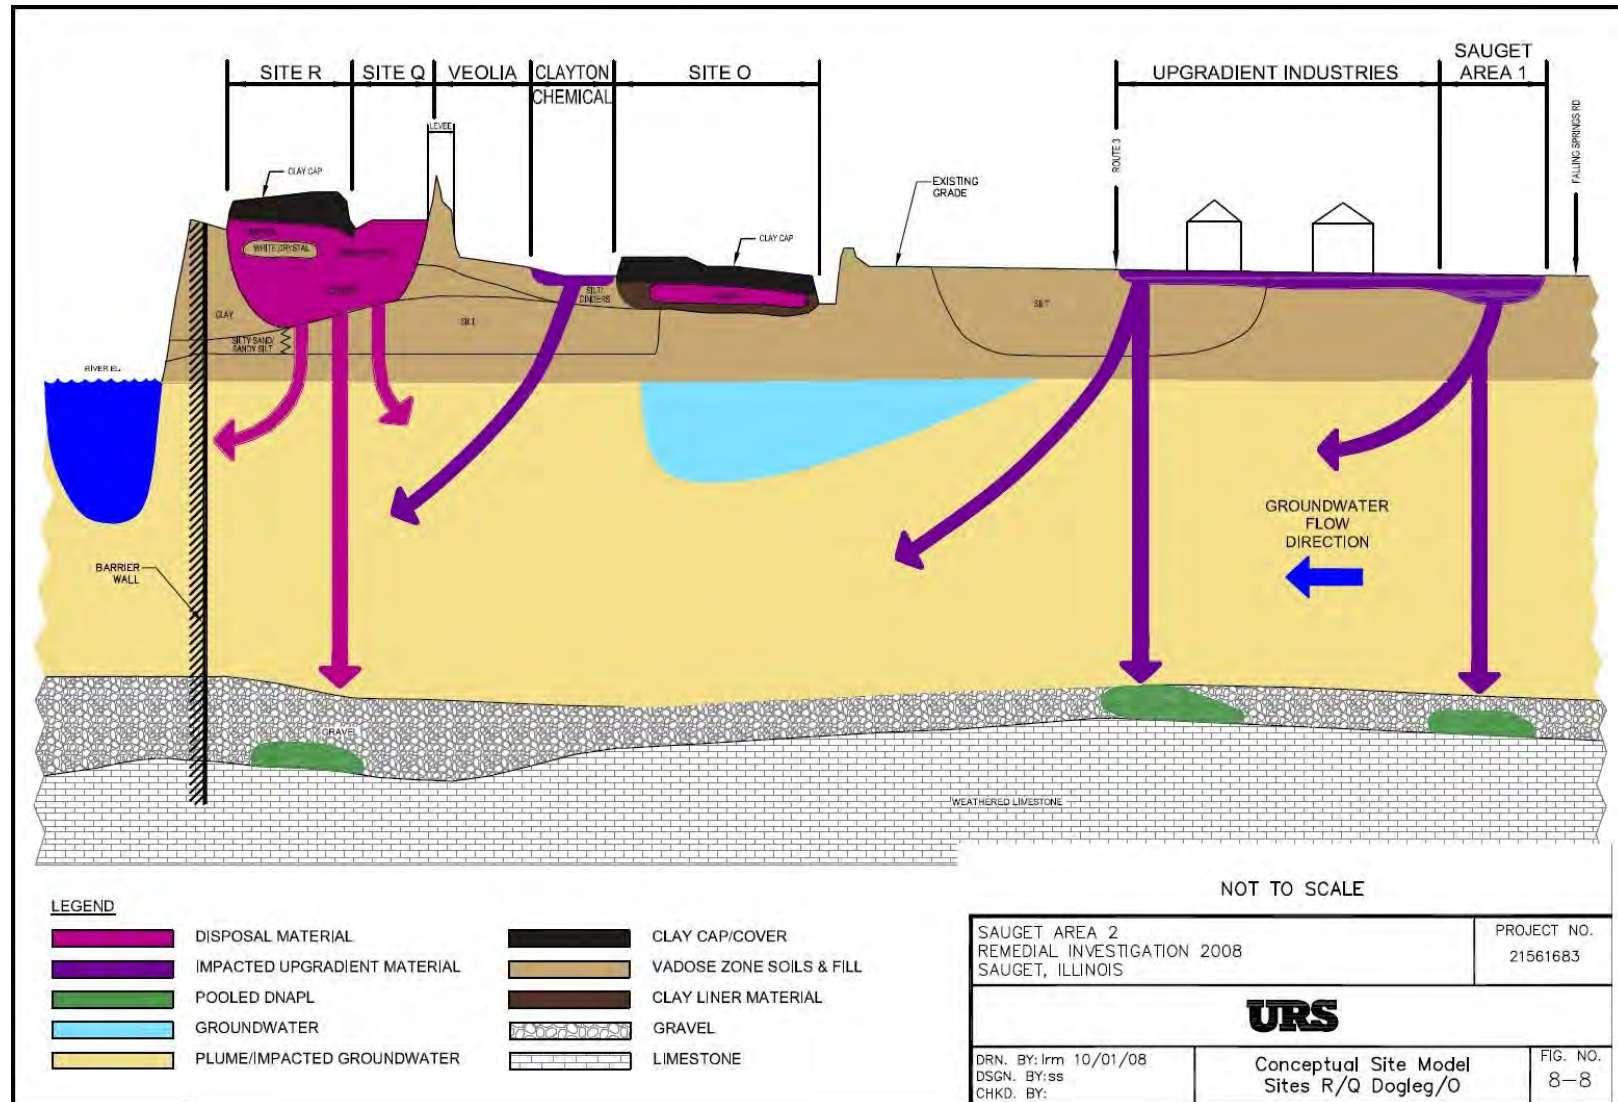 SITE R
SITE Q
VEOLIA
CLAYTON
CHEMICAL
SITE O
UPGRADIENT INDUSTRIES
SAUGET
AREA 1
LEVEE
ROUTE 3
FALLING SPRINGS RD
CLAY CAP
EXISTING
GRADE
CLAY CAP
WHITE CRYSTAL
SILT/
CINDERS
CLAY
SILT
SILT
SILTY SAND/
SANDY SILT
RIVER EL.
GROUNDWATER
FLOW
DIRECTION
BARRIER
WALL
GRAVEL
WEATHERED LIMESTONE
NOT TO SCALE
LEGEND
DISPOSAL MATERIAL
IMPACTED UPGRADIENT MATERIAL
POOLED DNAPL
GROUNDWATER
PLUME/IMPACTED GROUNDWATER
CLAY CAP/COVER
VADOSE ZONE SOILS & FILL
CLAY LINER MATERIAL
GRAVEL
LIMESTONE
SAUGET AREA 2
REMEDIAL INVESTIGATION 2008
SAUGET, ILLINOIS
PROJECT NO.
21561683
URS
DRN. BY: lrm 10/01/08
DSGN. BY: ss
CHKD. BY:
Conceptual Site Model
Sites R/Q Dogleg/O
FIG. NO.
8-8